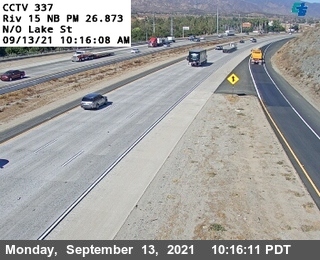 CCTV 337
Riv 15 NB PM 26.873
N/O Lake St
09/13/21 10:16:08 AM
1
Monday, September 13, 2021 10:16:11 PDT